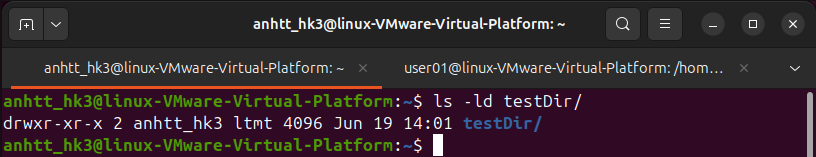 anhtt_hk3@linux-VMware-Virtual-Platform: ~
anhtt_hk3@linux-VMware-Virtual-Platform: ~ × user01@linux-VMware-Virtual-Platform: /hom… ×
anhtt_hk3@linux-VMware-Virtual-Platform:~$ ls -ld testDir/
drwxr-xr-x 2 anhtt_hk3 ltmt 4096 Jun 19 14:01 testDir/
anhtt_hk3@linux-VMware-Virtual-Platform:~$